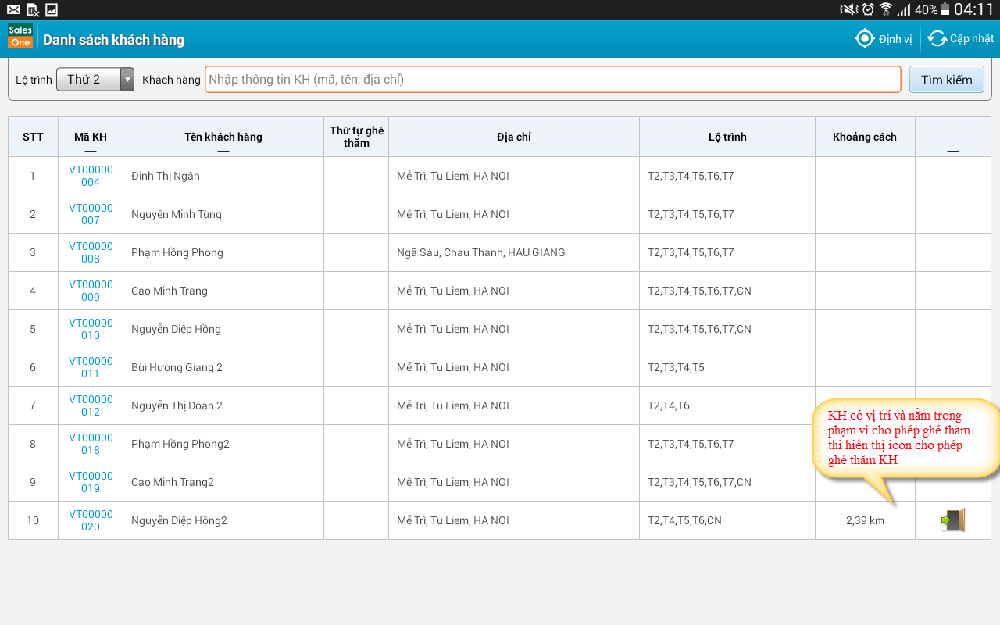 40% 04:11
Sales One Danh sách khách hàng Định vị Cập nhật
Lộ trình Thứ 2 Khách hàng Nhập thông tin KH (mã, tên, địa chỉ) Tìm kiếm
STT Mã KH Tên khách hàng Thứ tự ghé thăm Địa chỉ Lộ trình Khoảng cách
1 VT00000004 Đinh Thị Ngân Mễ Trì, Tu Liem, HA NOI T2,T3,T4,T5,T6,T7
2 VT00000007 Nguyễn Minh Tùng Mễ Trì, Tu Liem, HA NOI T2,T3,T4,T5,T6,T7
3 VT00000008 Phạm Hồng Phong Ngã Sáu, Chau Thanh, HAU GIANG T2,T3,T4,T5,T6,T7
4 VT00000009 Cao Minh Trang Mễ Trì, Tu Liem, HA NOI T2,T3,T4,T5,T6,T7,CN
5 VT00000010 Nguyễn Diệp Hồng Mễ Trì, Tu Liem, HA NOI T2,T3,T4,T5,T6,T7,CN
6 VT00000011 Bùi Hương Giang 2 Mễ Trì, Tu Liem, HA NOI T2,T3,T4,T5
7 VT00000012 Nguyễn Thị Doan 2 Mễ Trì, Tu Liem, HA NOI T2,T4,T6
8 VT00000018 Phạm Hồng Phong2 Mễ Trì, Tu Liem, HA NOI T2,T3,T4,T5,T6,T7
9 VT00000019 Cao Minh Trang2 Mễ Trì, Tu Liem, HA NOI T2,T3,T4,T5,T6,T7,CN
10 VT00000020 Nguyễn Diệp Hồng2 Mễ Trì, Tu Liem, HA NOI T2,T4,T5,T6,CN 2,39 km
KH có vị trí và nằm trong
phạm vi cho phép ghé thăm
thì hiển thị icon cho phép
ghé thăm KH